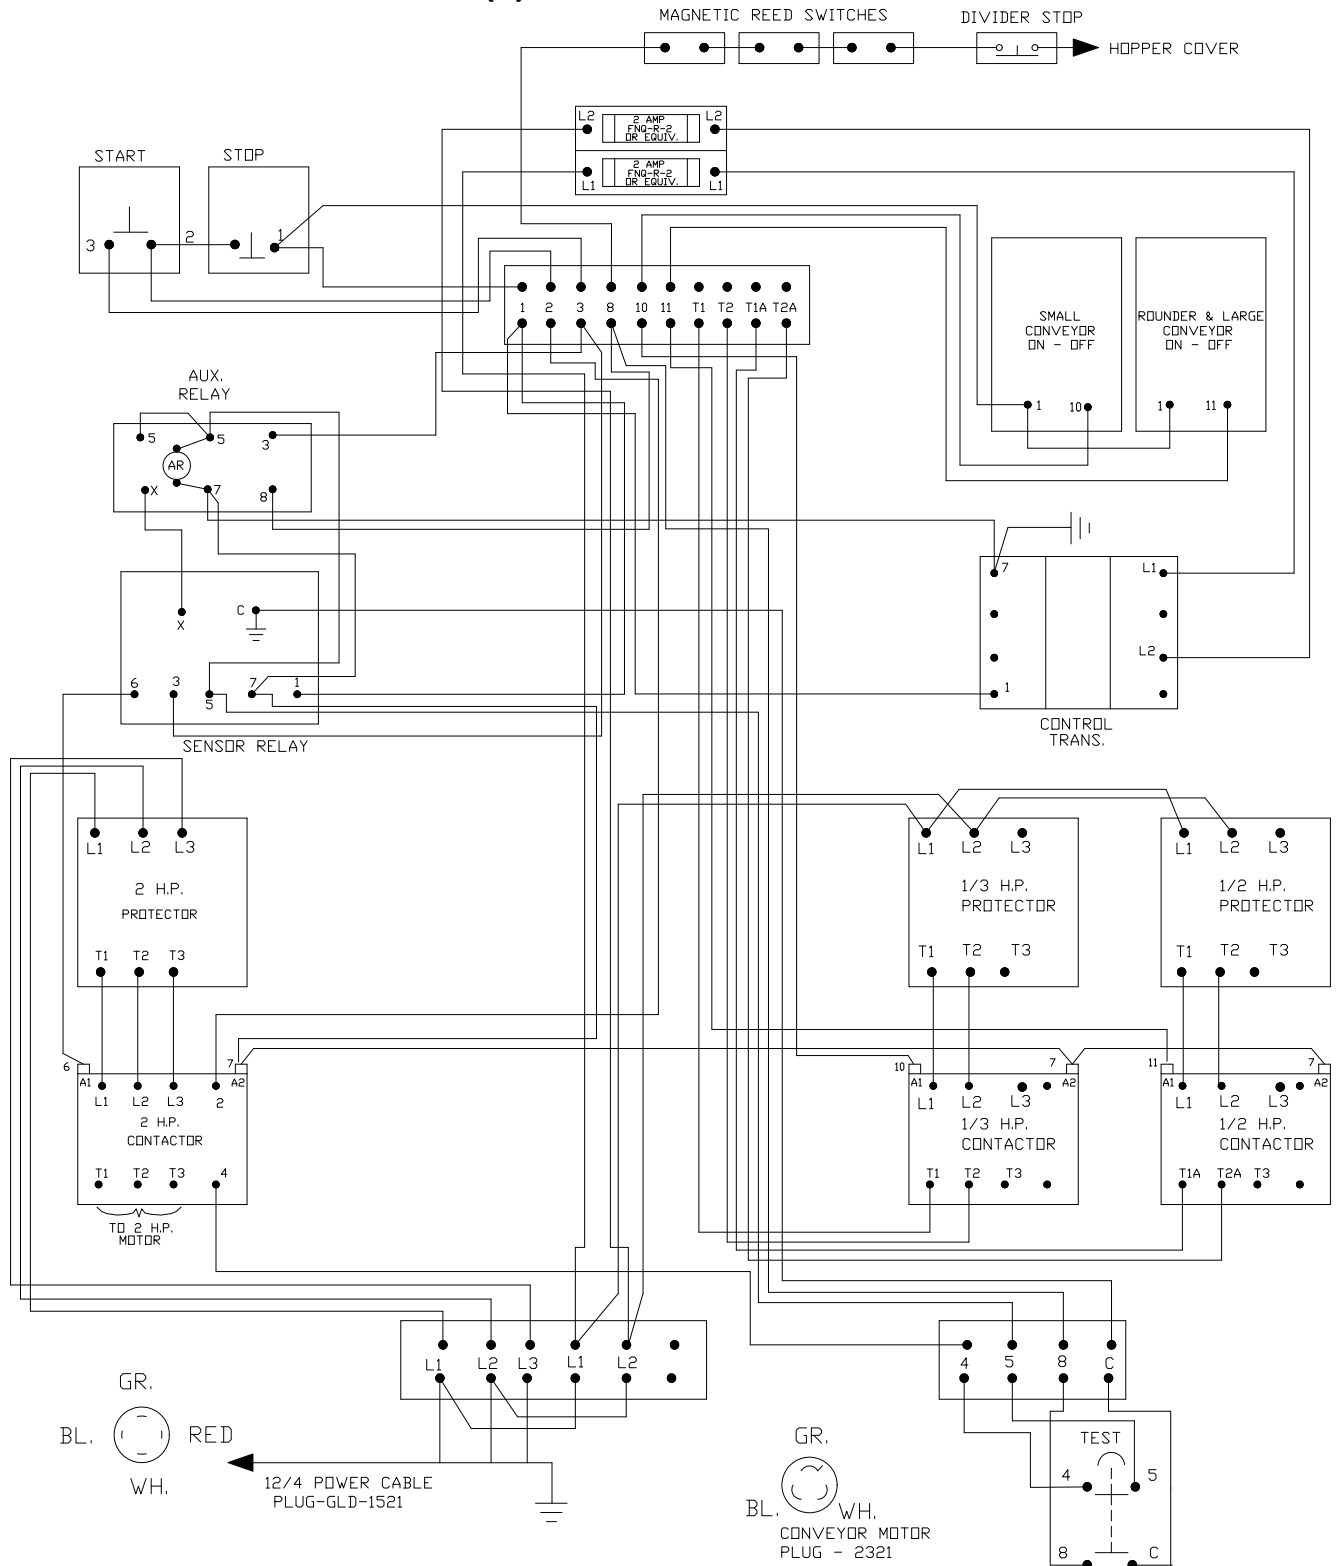 MAGNETIC REED SWITCHES
DIVIDER STOP
HOPPER COVER
L2 2 AMP L2
FNQ-R-2
OR EQUIV.
L1 2 AMP L1
FNQ-R-2
OR EQUIV.
START
STOP
3 2 1
1 2 3 8 10 11 T1 T2 T1A T2A
SMALL
CONVEYOR
ON - OFF
1 10
ROUNDER & LARGE
CONVEYOR
ON - OFF
1 11
AUX.
RELAY
5 5 3
AR
X 7 8
7 L1
L2
1
CONTROL
TRANS.
X C
6 3 5 7 1
SENSOR RELAY
L1 L2 L3
2 H.P.
PROTECTOR
T1 T2 T3
L1 L2 L3
1/3 H.P.
PROTECTOR
T1 T2 T3
L1 L2 L3
1/2 H.P.
PROTECTOR
T1 T2 T3
6 7
A1 A2
L1 L2 L3 2
2 H.P.
CONTACTOR
T1 T2 T3 4
TO 2 H.P.
MOTOR
10 7
A1 A2
L1 L2 L3
1/3 H.P.
CONTACTOR
T1 T2 T3
11 7
A1 A2
L1 L2 L3
1/2 H.P.
CONTACTOR
T1A T2A T3
L1 L2 L3 L1 L2
4 5 8 C
GR.
BL. RED
WH.
12/4 POWER CABLE
PLUG-GLD-1521
GR.
BL. WH.
CONVEYOR MOTOR
PLUG - 2321
TEST
4 5
8 C